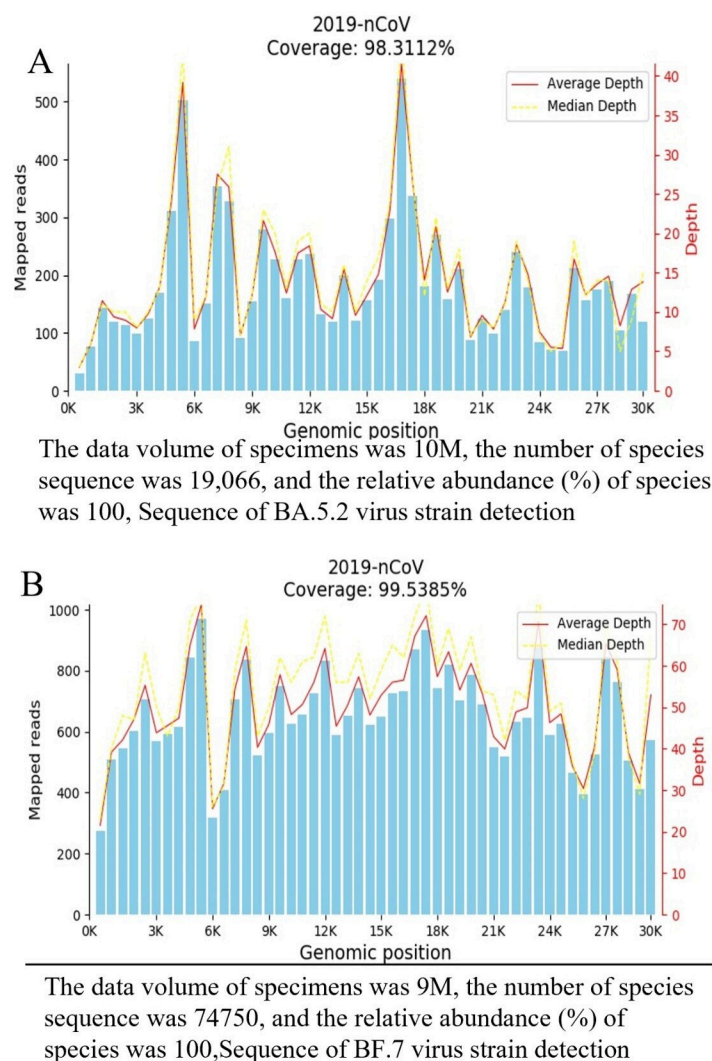 A
2019-nCoV
Coverage: 98.3112%
Average Depth
Median Depth
Mapped reads
500
400
300
200
100
0
40
35
30
25
20
15
10
5
0
Depth
0K 3K 6K 9K 12K 15K 18K 21K 24K 27K 30K
Genomic position
The data volume of specimens was 10M, the number of species
sequence was 19,066, and the relative abundance (%) of species
was 100, Sequence of BA.5.2 virus strain detection
B
2019-nCoV
Coverage: 99.5385%
Average Depth
Median Depth
Mapped reads
1000
800
600
400
200
0
70
60
50
40
30
20
10
0
Depth
0K 3K 6K 9K 12K 15K 18K 21K 24K 27K 30K
Genomic position
The data volume of specimens was 9M, the number of species
sequence was 74750, and the relative abundance (%) of
species was 100,Sequence of BF.7 virus strain detection